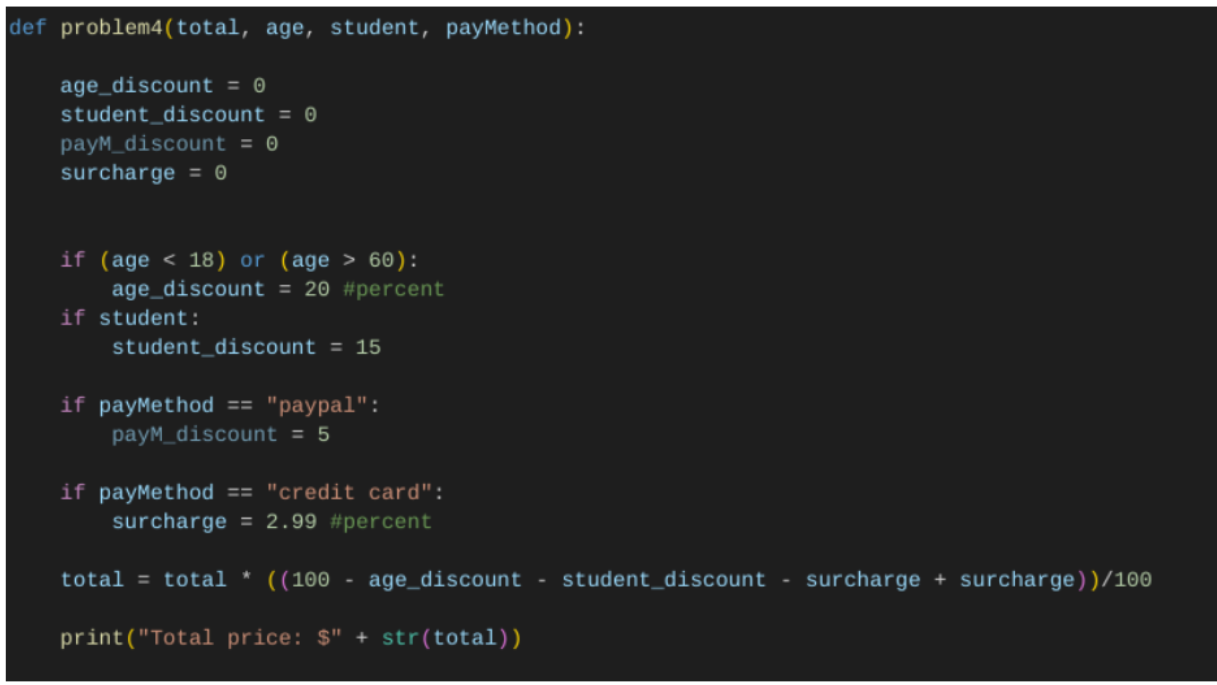 def problem4(total, age, student, payMethod):
age_discount = 0
student_discount = 0
payM_discount = 0
surcharge = 0
if (age < 18) or (age > 60):
age_discount = 20 #percent
if student:
student_discount = 15
if payMethod == "paypal":
payM_discount = 5
if payMethod == "credit card":
surcharge = 2.99 #percent
total = total * ((100 - age_discount - student_discount - surcharge + surcharge))/100
print("Total price: $" + str(total))